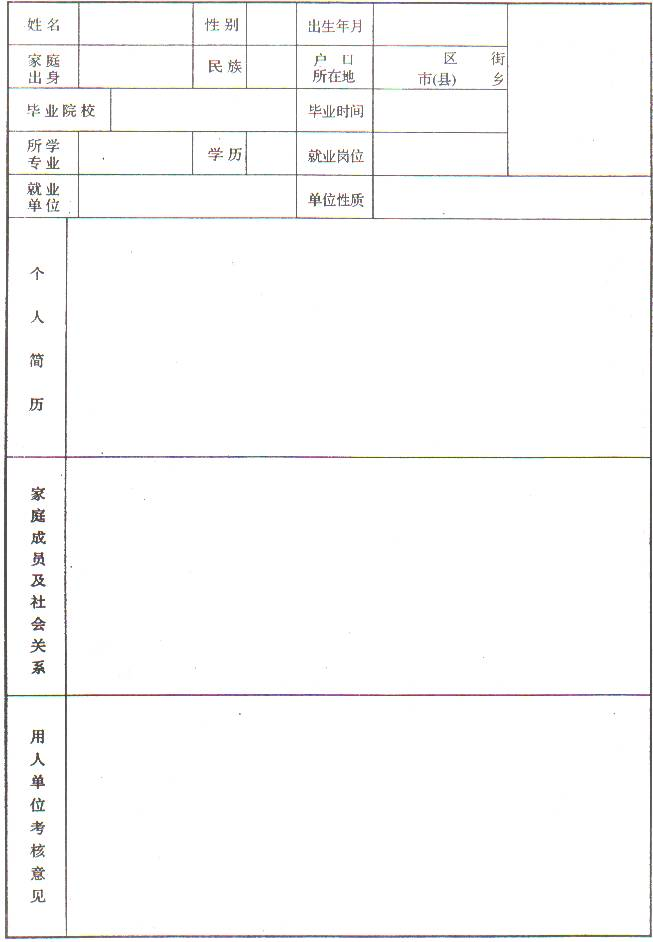 姓名 性别 出生年月
家庭出身 民族 户口所在地 区 街 市(县) 乡
毕业院校 毕业时间
所学专业 学历 就业岗位
就业单位 单位性质
个人简历
家庭成员及社会关系
用人单位考核意见